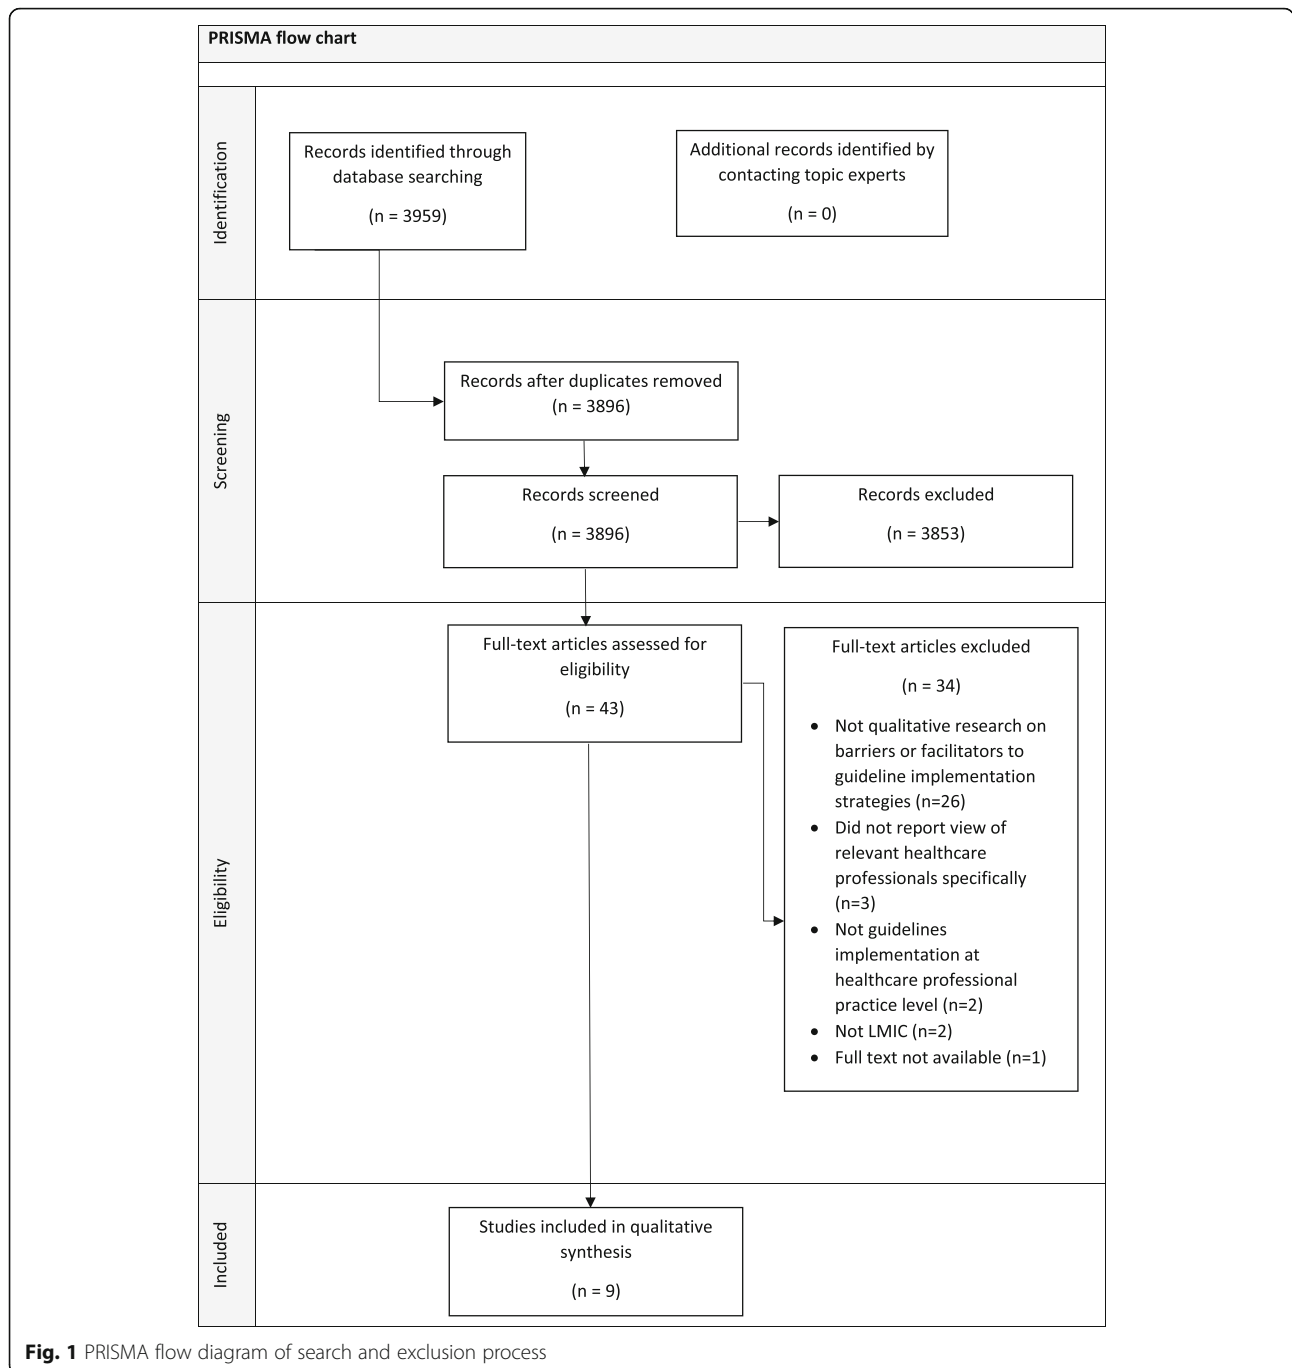 PRISMA flow chart
Identification
Records identified through
database searching
(n = 3959)
Additional records identified by
contacting topic experts
(n = 0)
Screening
Records after duplicates removed
(n = 3896)
Records screened
(n = 3896)
Records excluded
(n = 3853)
Eligibility
Full-text articles assessed for
eligibility
(n = 43)
Full-text articles excluded
(n = 34)
• Not qualitative research on
barriers or facilitators to
guideline implementation
strategies (n=26)
• Did not report view of
relevant healthcare
professionals specifically
(n=3)
• Not guidelines
implementation at
healthcare professional
practice level (n=2)
• Not LMIC (n=2)
• Full text not available (n=1)
Included
Studies included in qualitative
synthesis
(n = 9)
Fig. 1 PRISMA flow diagram of search and exclusion process